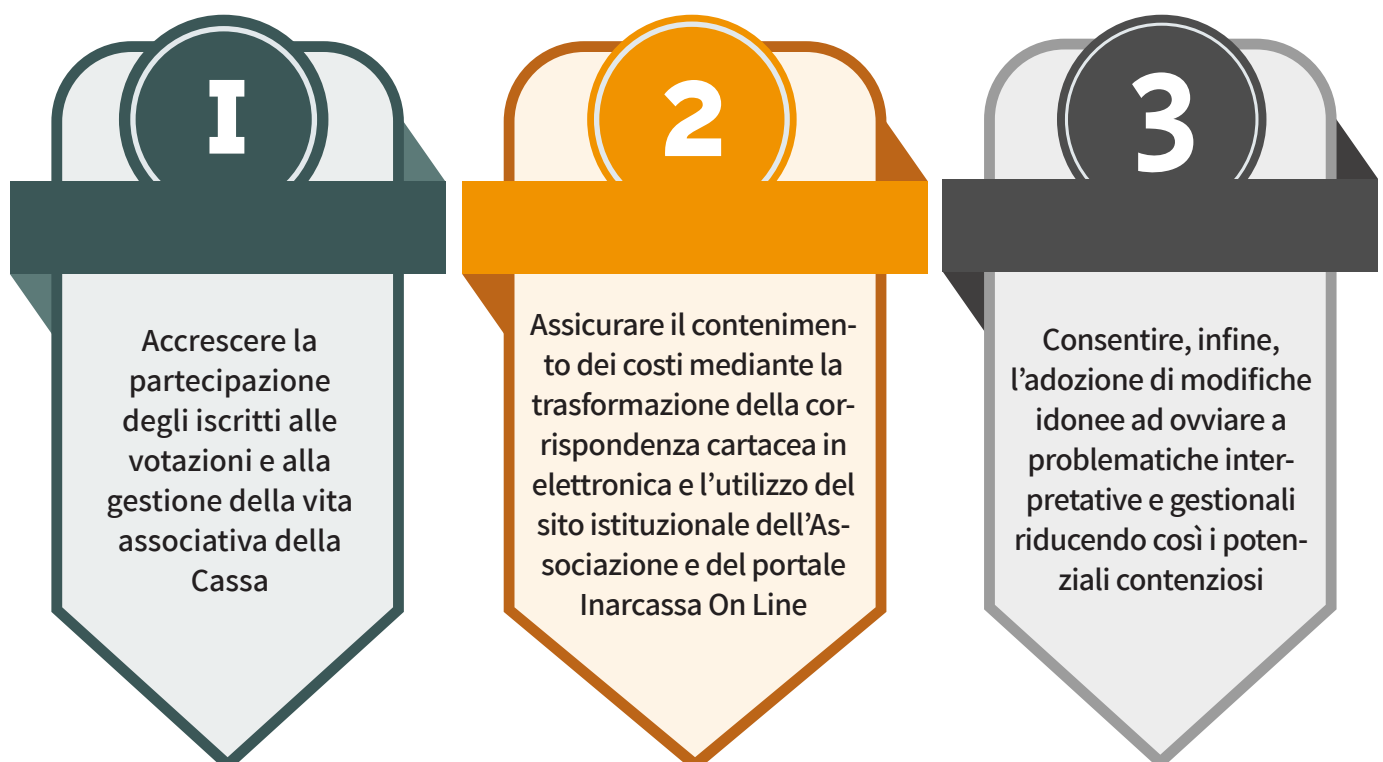 I
Accrescere la
partecipazione
degli iscritti alle
votazioni e alla
gestione della vita
associativa della
Cassa
2
Assicurare il contenimen-
to dei costi mediante la
trasformazione della cor-
rispondenza cartacea in
elettronica e l’utilizzo del
sito istituzionale dell’As-
sociazione e del portale
Inarcassa On Line
3
Consentire, infine,
l’adozione di modifiche
idonee ad ovviare a
problematiche inter-
pretative e gestionali
riducendo così i poten-
ziali contenziosi